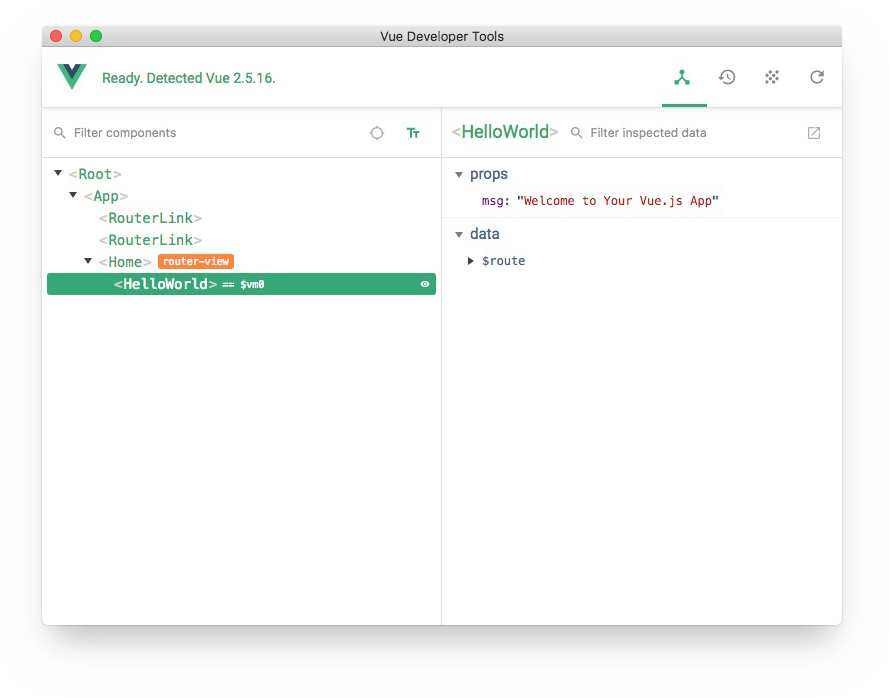 Vue Developer Tools
Ready. Detected Vue 2.5.16.
Filter components
Tт
<Root>
<App>
<RouterLink>
<RouterLink>
<Home> router-view
<HelloWorld> == $vm0
<HelloWorld> Filter inspected data
props
msg: "Welcome to Your Vue.js App"
data
$route